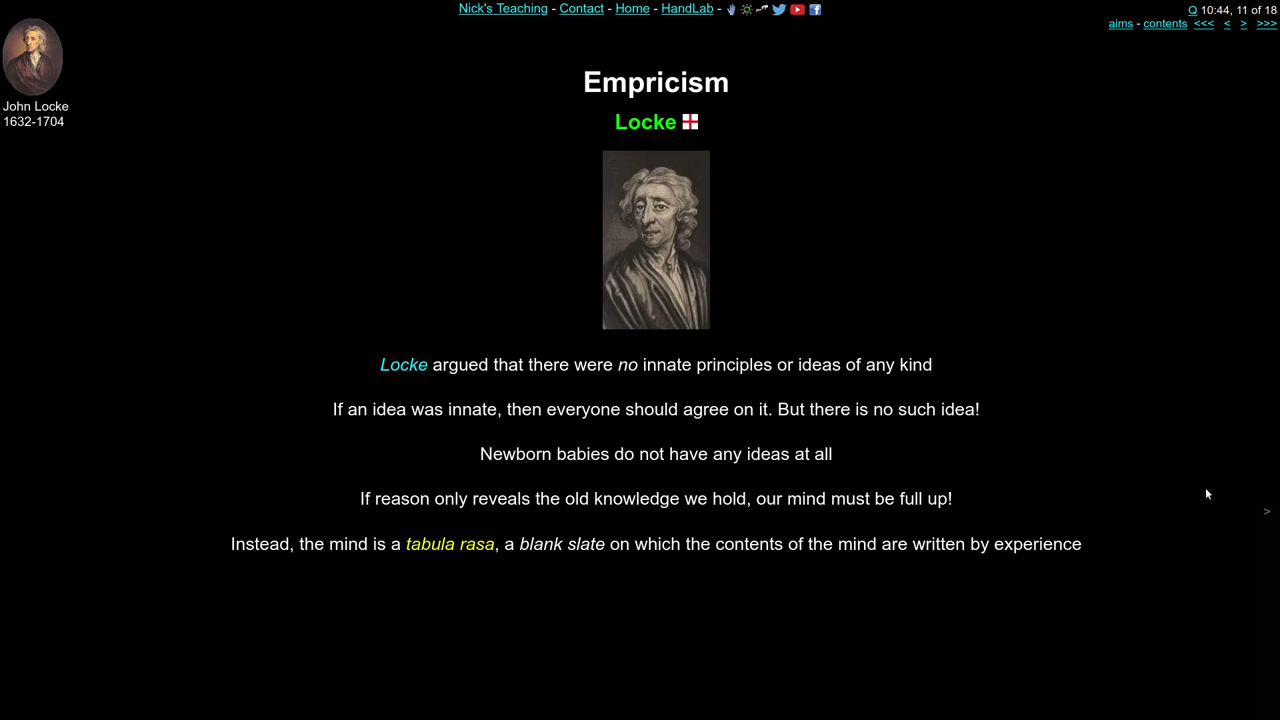 Nick's Teaching - Contact - Home - HandLab -
Q 10:44, 11 of 18
aims - contents <<< < > >>>
John Locke
1632-1704
Empricism
Locke
Locke argued that there were no innate principles or ideas of any kind
If an idea was innate, then everyone should agree on it. But there is no such idea!
Newborn babies do not have any ideas at all
If reason only reveals the old knowledge we hold, our mind must be full up!
Instead, the mind is a tabula rasa, a blank slate on which the contents of the mind are written by experience
>